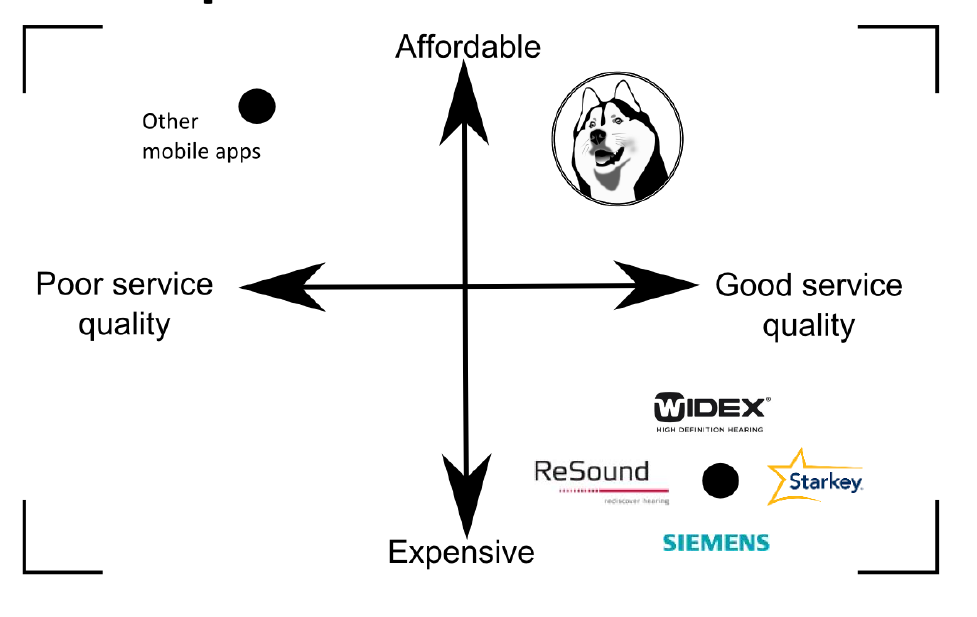 Affordable
Other
mobile apps
Poor service
quality
Good service
quality
WIDEX®
HIGH DEFINITION HEARING
ReSound
rediscover hearing
Starkey.
SIEMENS
Expensive